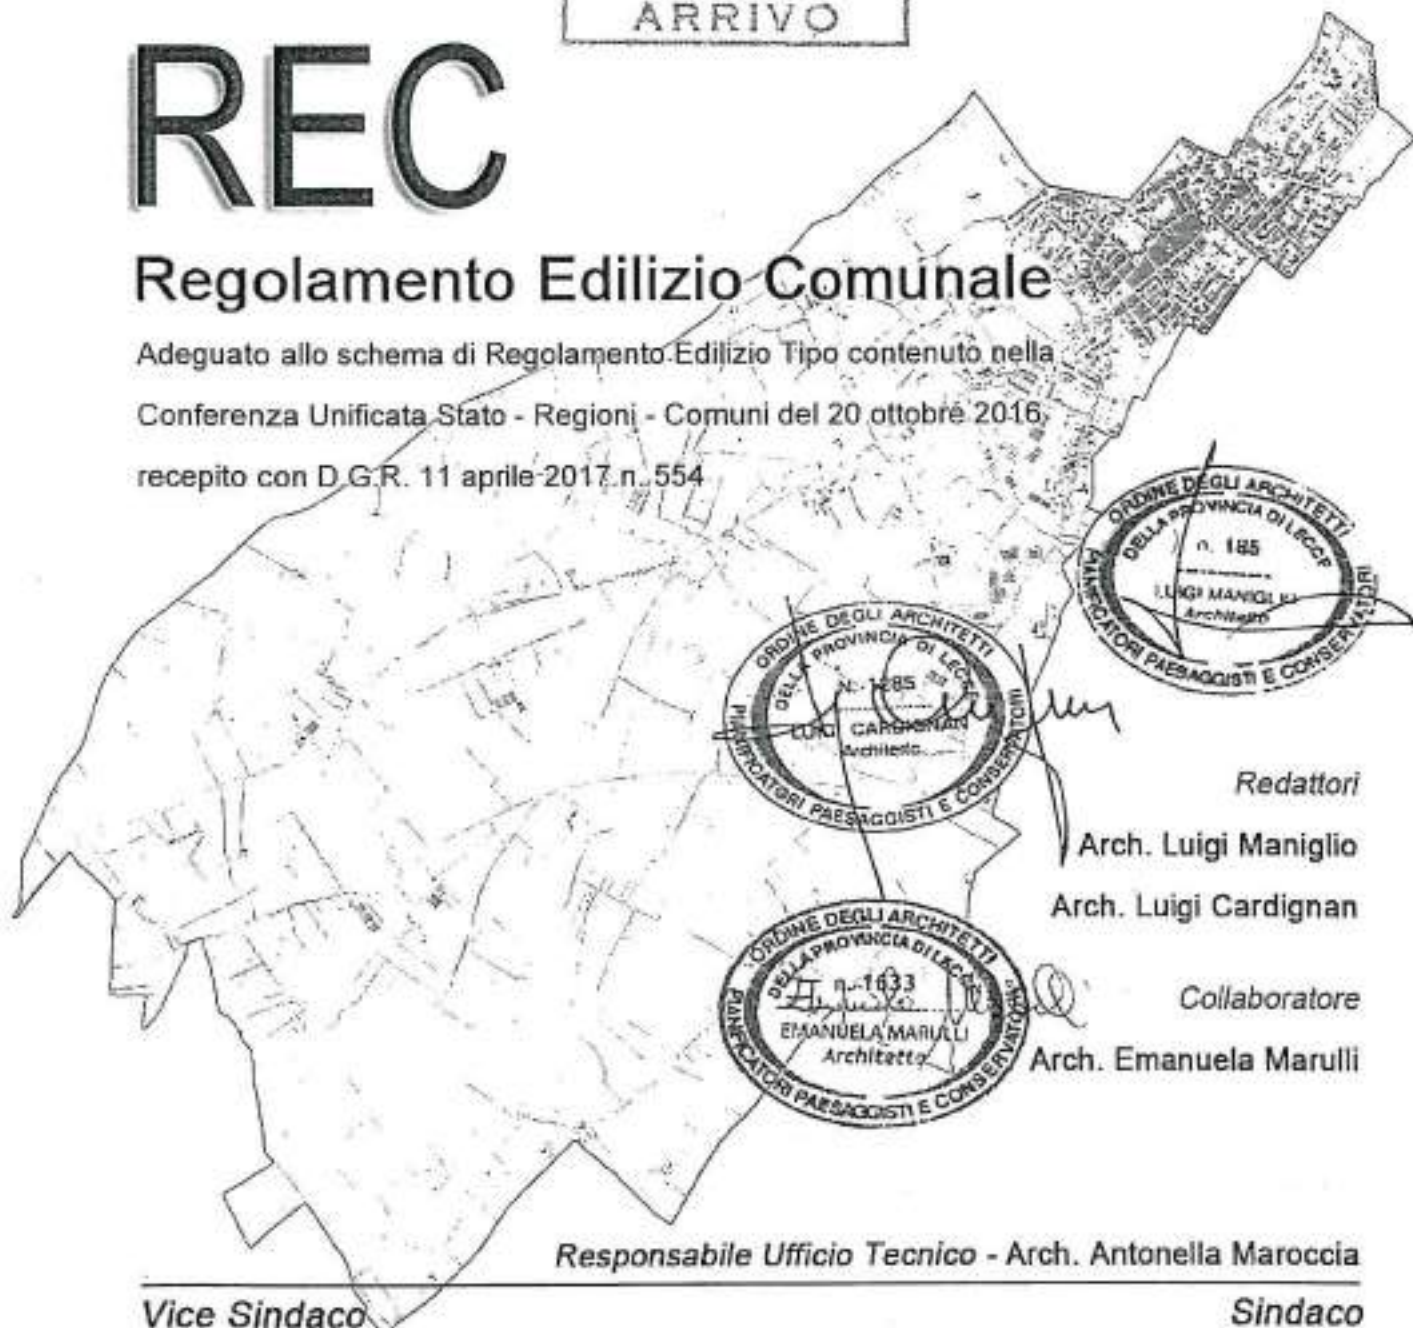 ARRIVO
REC
Regolamento Edilizio Comunale
Adeguato allo schema di Regolamento Edilizio Tipo contenuto nella
Conferenza Unificata Stato - Regioni - Comuni del 20 ottobre 2016
recepito con D.G.R. 11 aprile 2017 n. 554
ORDINE DEGLI ARCHITETTI
PIANIFICATORI PAESAGGISTI E CONSERVATORI
DELLA PROVINCIA DI LECCE
n. 185
LUIGI MANIGLIO
Architetto
ORDINE DEGLI ARCHITETTI
PIANIFICATORI PAESAGGISTI E CONSERVATORI
DELLA PROVINCIA DI LECCE
N. 1285
LUIGI CARDIGNAN
Architetto
Redattori
Arch. Luigi Maniglio
Arch. Luigi Cardignan
ORDINE DEGLI ARCHITETTI
PIANIFICATORI PAESAGGISTI E CONSERVATORI
DELLA PROVINCIA DI LECCE
n. 1633
EMANUELA MARULLI
Architetto
Collaboratore
Arch. Emanuela Marulli
Responsabile Ufficio Tecnico - Arch. Antonella Maroccia
Vice Sindaco
Sindaco